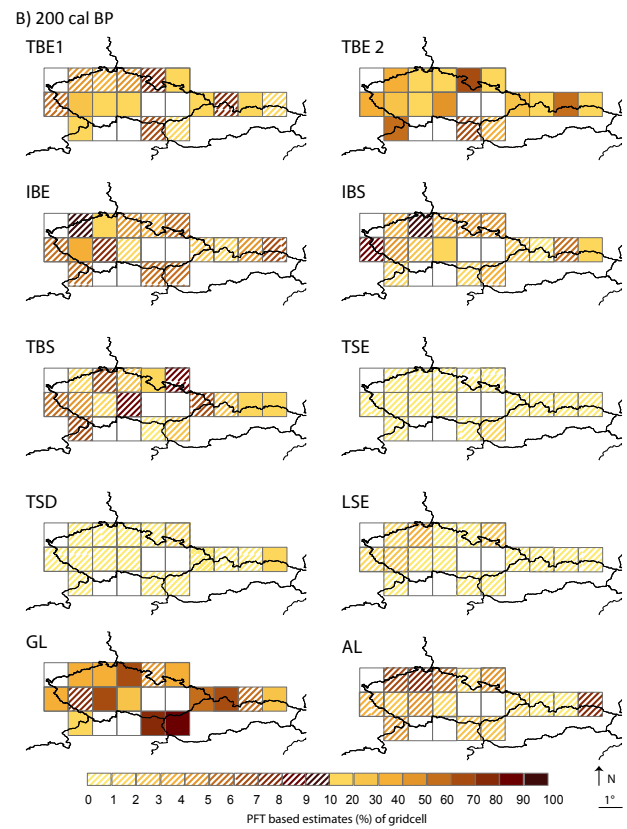 B) 200 cal BP
TBE1 TBE 2
IBE IBS
TBS TSE
TSD LSE
GL AL
0 1 2 3 4 5 6 7 8 9 10 20 30 40 50 60 70 80 90 100
N
1°
PFT based estimates (%) of gridcell